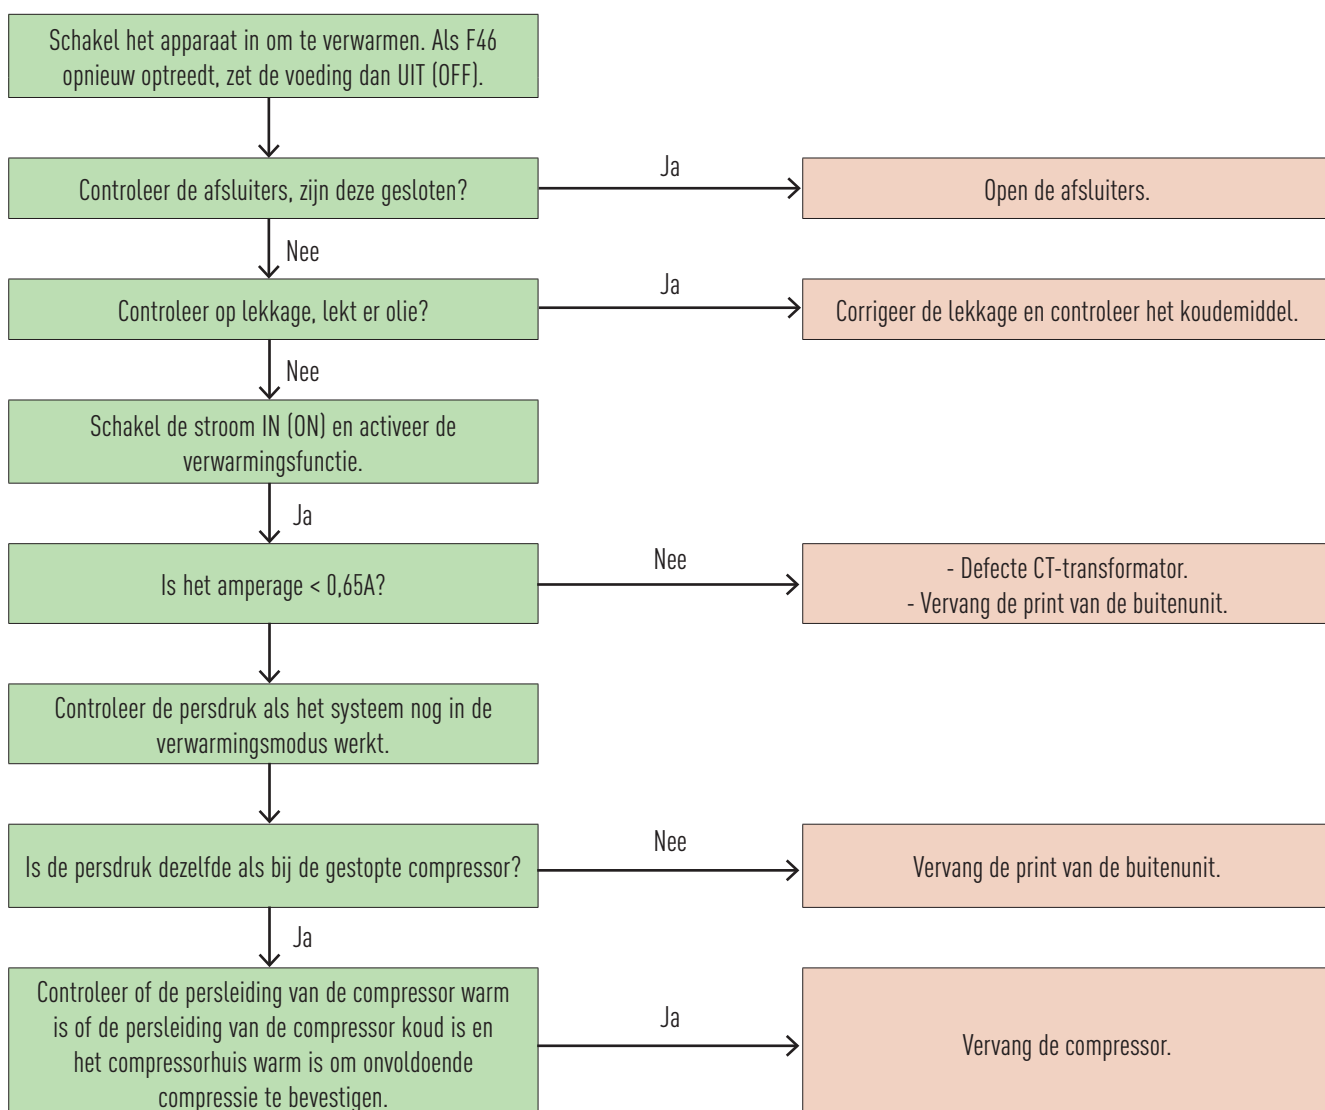 Schakel het apparaat in om te verwarmen. Als F46
opnieuw optreedt, zet de voeding dan UIT (OFF).
Controleer de afsluiters, zijn deze gesloten?
Ja
Open de afsluiters.
Nee
Controleer op lekkage, lekt er olie?
Ja
Corrigeer de lekkage en controleer het koudemiddel.
Nee
Schakel de stroom IN (ON) en activeer de
verwarmingsfunctie.
Ja
Is het amperage < 0,65A?
Nee
- Defecte CT-transformator.
- Vervang de print van de buitenunit.
Controleer de persdruk als het systeem nog in de
verwarmingsmodus werkt.
Is de persdruk dezelfde als bij de gestopte compressor?
Nee
Vervang de print van de buitenunit.
Ja
Controleer of de persleiding van de compressor warm
is of de persleiding van de compressor koud is en
het compressorhuis warm is om onvoldoende
compressie te bevestigen.
Ja
Vervang de compressor.